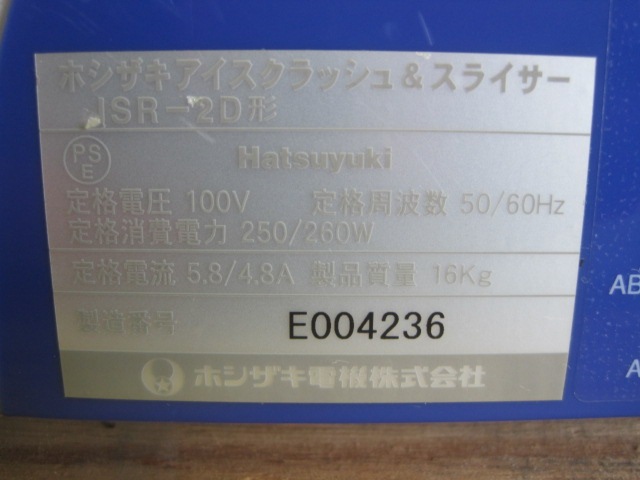 ホシザキアイスクラッシュ&スライサー
ISR-2D形
PS
E
Hatsuyuki
定格電圧 100V 定格周波数 50/60Hz
定格消費電力 250/260W
定格電流 5.8/4.8A 製品質量 16Kg
製造番号 E004236
ホシザキ電機株式会社
AB
A